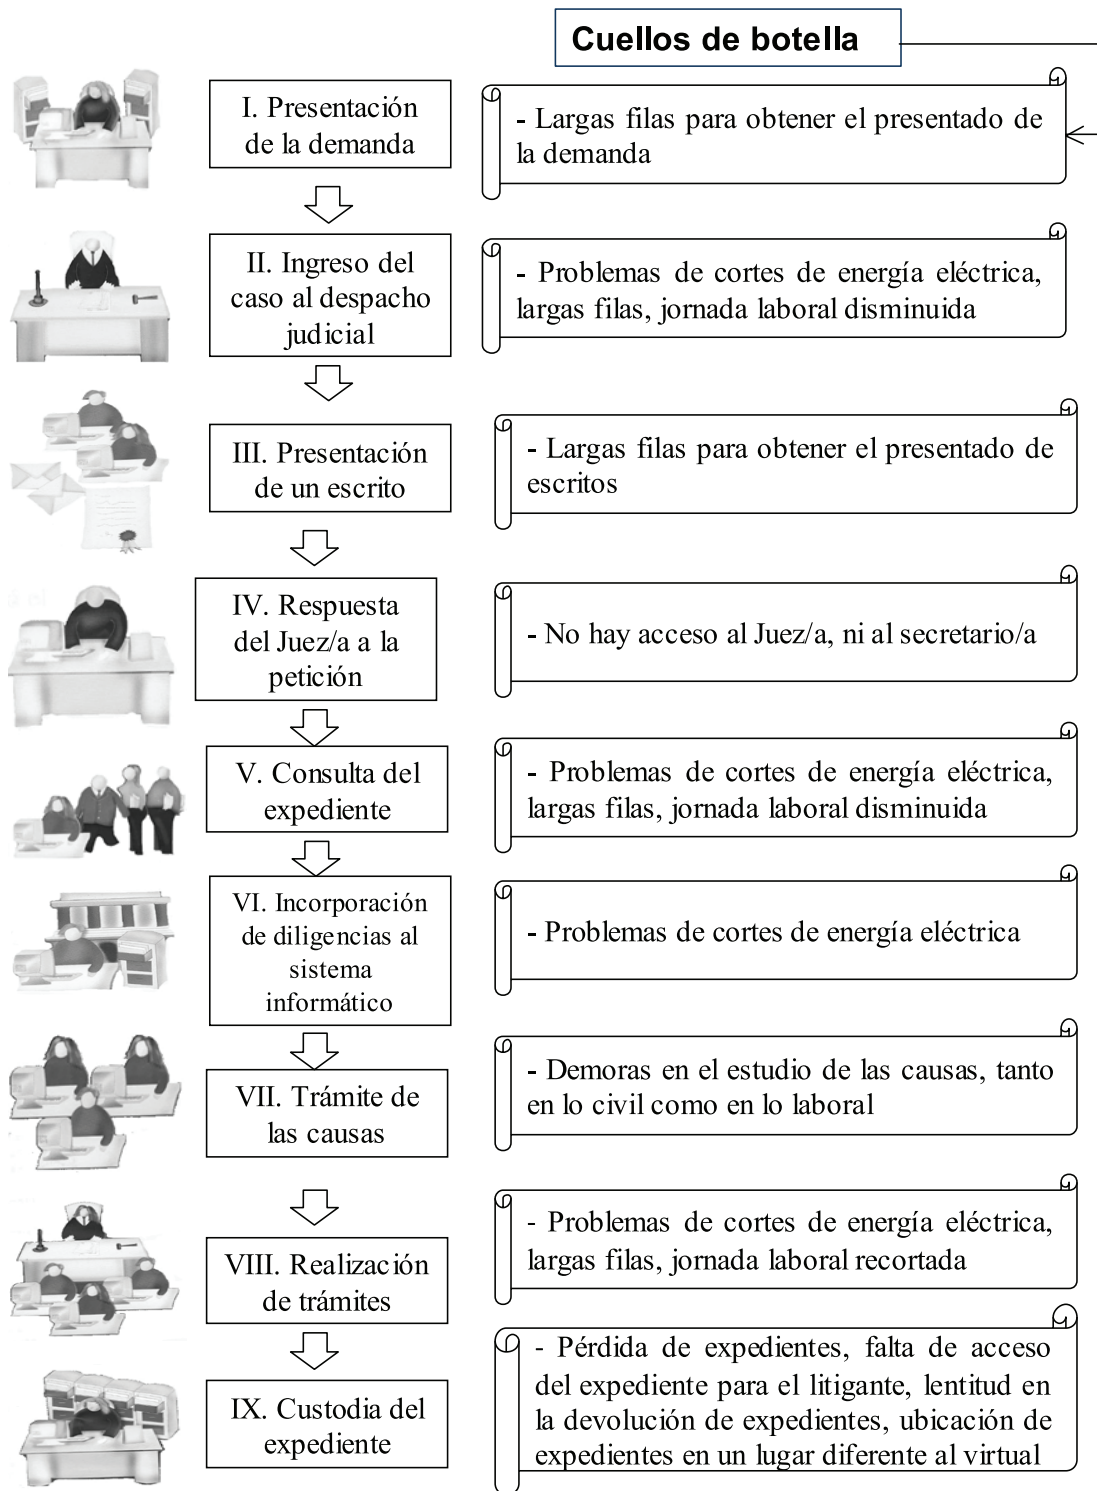 Cuellos de botella
I. Presentación
de la demanda
- Largas filas para obtener el presentado de
la demanda
II. Ingreso del
caso al despacho
judicial
- Problemas de cortes de energía eléctrica,
largas filas, jornada laboral disminuida
III. Presentación
de un escrito
- Largas filas para obtener el presentado de
escritos
IV. Respuesta
del Juez/a a la
petición
- No hay acceso al Juez/a, ni al secretario/a
V. Consulta del
expediente
- Problemas de cortes de energía eléctrica,
largas filas, jornada laboral disminuida
VI. Incorporación
de diligencias al
sistema
informático
- Problemas de cortes de energía eléctrica
VII. Trámite de
las causas
- Demoras en el estudio de las causas, tanto
en lo civil como en lo laboral
VIII. Realización
de trámites
- Problemas de cortes de energía eléctrica,
largas filas, jornada laboral recortada
IX. Custodia del
expediente
- Pérdida de expedientes, falta de acceso
del expediente para el litigante, lentitud en
la devolución de expedientes, ubicación de
expedientes en un lugar diferente al virtual